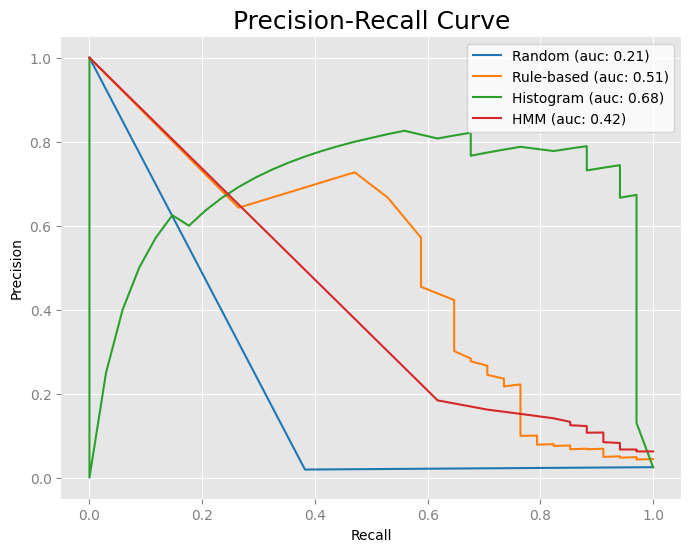 Precision-Recall Curve
Random (auc: 0.21)
Rule-based (auc: 0.51)
Histogram (auc: 0.68)
HMM (auc: 0.42)
1.0
0.8
0.6
0.4
0.2
0.0
Precision
0.0 0.2 0.4 0.6 0.8 1.0
Recall